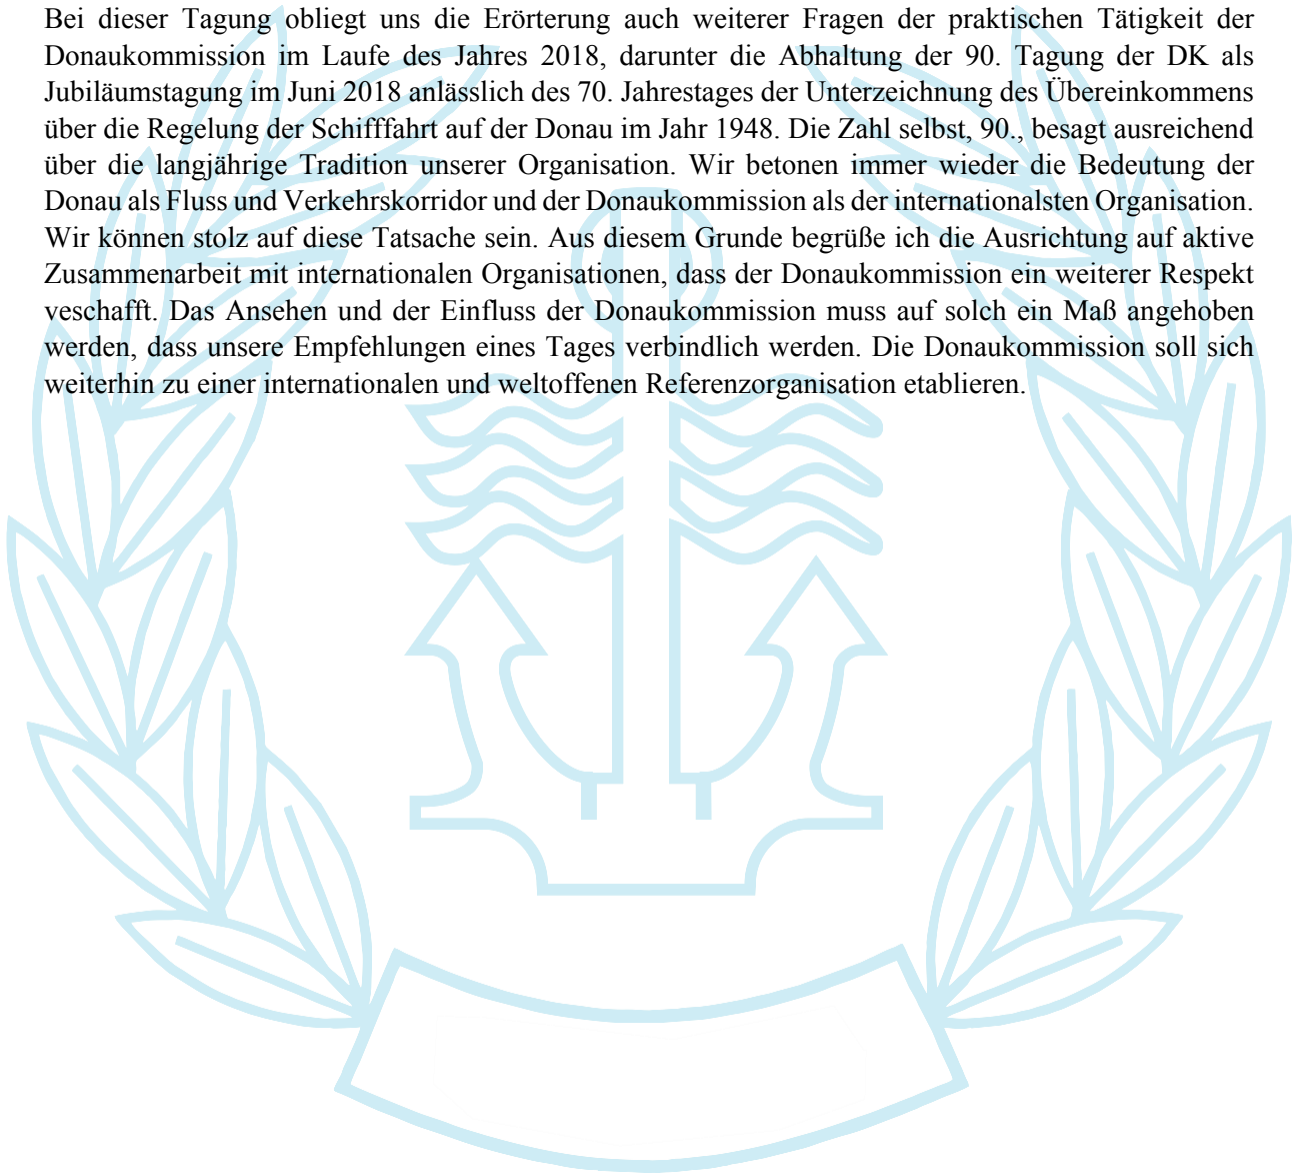 Bei dieser Tagung obliegt uns die Erörterung auch weiterer Fragen der praktischen Tätigkeit der
Donaukommission im Laufe des Jahres 2018, darunter die Abhaltung der 90. Tagung der DK als
Jubiläumstagung im Juni 2018 anlässlich des 70. Jahrestages der Unterzeichnung des Übereinkommens
über die Regelung der Schifffahrt auf der Donau im Jahr 1948. Die Zahl selbst, 90., besagt ausreichend
über die langjährige Tradition unserer Organisation. Wir betonen immer wieder die Bedeutung der
Donau als Fluss und Verkehrskorridor und der Donaukommission als der internationalsten Organisation.
Wir können stolz auf diese Tatsache sein. Aus diesem Grunde begrüße ich die Ausrichtung auf aktive
Zusammenarbeit mit internationalen Organisationen, dass der Donaukommission ein weiterer Respekt
veschafft. Das Ansehen und der Einfluss der Donaukommission muss auf solch ein Maß angehoben
werden, dass unsere Empfehlungen eines Tages verbindlich werden. Die Donaukommission soll sich
weiterhin zu einer internationalen und weltoffenen Referenzorganisation etablieren.